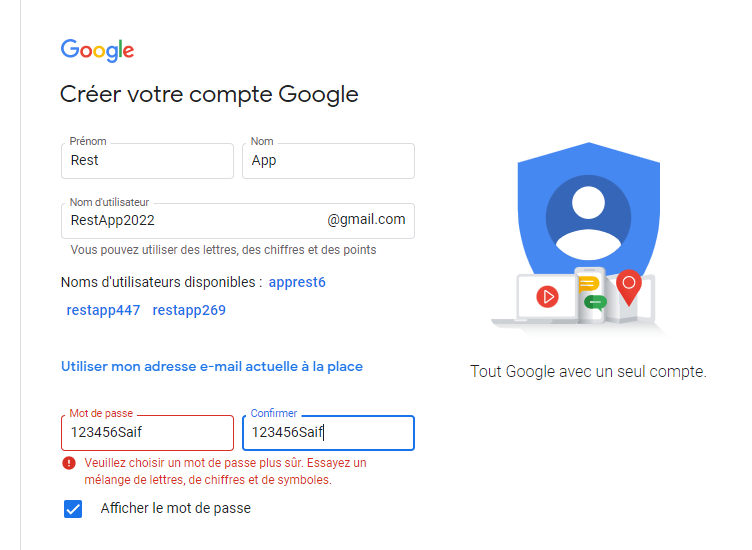 Google
Créer votre compte Google
Prénom
Nom
Rest
App
Nom d'utilisateur
RestApp2022
@gmail.com
Vous pouvez utiliser des lettres, des chiffres et des points
Noms d'utilisateurs disponibles : apprest6
restapp447 restapp269
Utiliser mon adresse e-mail actuelle à la place
Tout Google avec un seul compte.
Mot de passe
Confirmer
123456Saif
123456Saif
Veuillez choisir un mot de passe plus sûr. Essayez un
mélange de lettres, de chiffres et de symboles.
Afficher le mot de passe